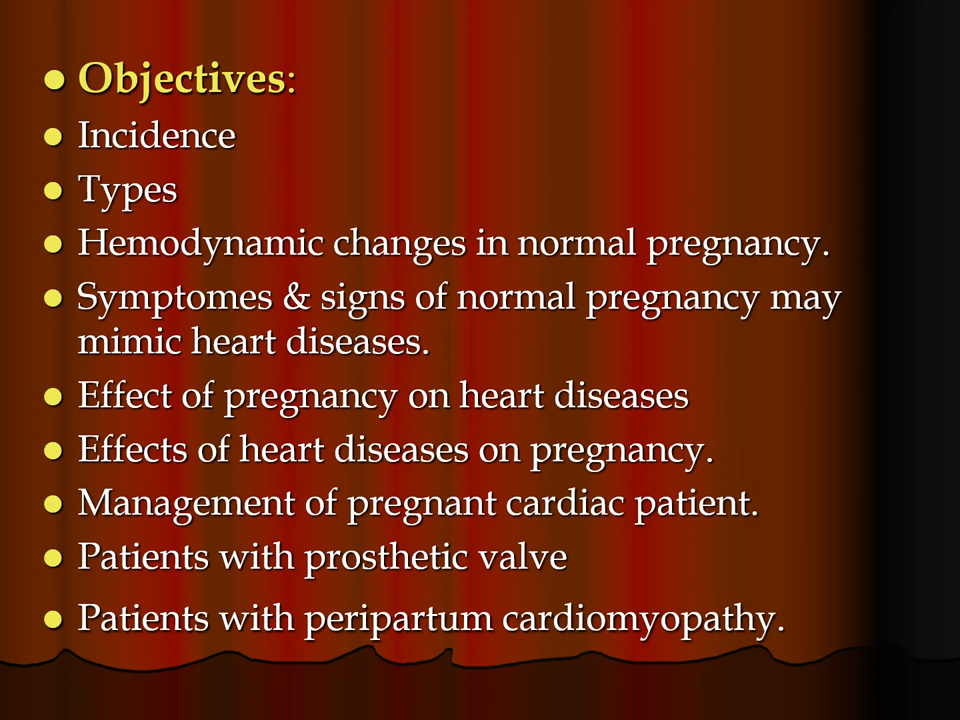 ● Objectives:
● Incidence
● Types
● Hemodynamic changes in normal pregnancy.
● Symptomes & signs of normal pregnancy may
mimic heart diseases.
● Effect of pregnancy on heart diseases
● Effects of heart diseases on pregnancy.
● Management of pregnant cardiac patient.
● Patients with prosthetic valve
● Patients with peripartum cardiomyopathy.